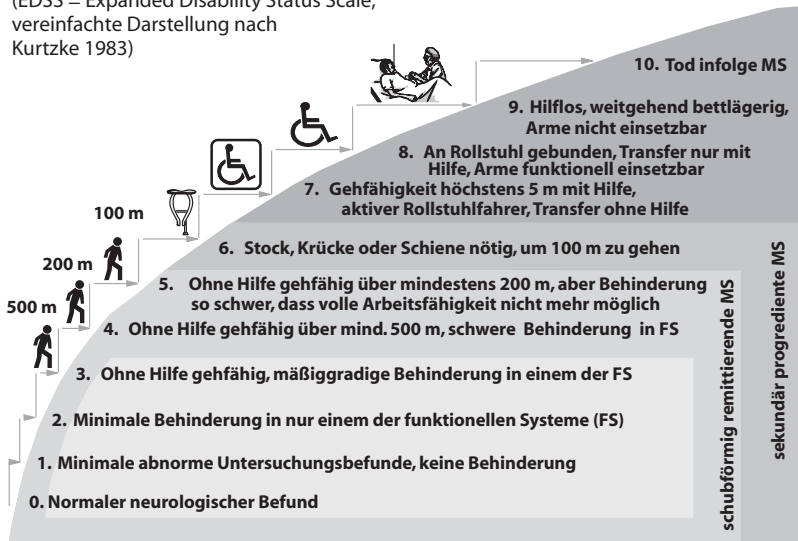 (EDSS = Expanded Disability Status Scale,
vereinfachte Darstellung nach
Kurtzke 1983)
10. Tod infolge MS
9. Hilflos, weitgehend bettlägerig,
Arme nicht einsetzbar
8. An Rollstuhl gebunden, Transfer nur mit
Hilfe, Arme funktionell einsetzbar
7. Gehfähigkeit höchstens 5 m mit Hilfe,
aktiver Rollstuhlfahrer, Transfer ohne Hilfe
100 m
6. Stock, Krücke oder Schiene nötig, um 100 m zu gehen
200 m
5. Ohne Hilfe gehfähig über mindestens 200 m, aber Behinderung
so schwer, dass volle Arbeitsfähigkeit nicht mehr möglich
500 m
4. Ohne Hilfe gehfähig über mind. 500 m, schwere Behinderung in FS
3. Ohne Hilfe gehfähig, mäßiggradige Behinderung in einem der FS
2. Minimale Behinderung in nur einem der funktionellen Systeme (FS)
1. Minimale abnorme Untersuchungsbefunde, keine Behinderung
0. Normaler neurologischer Befund
schubförmig remittierende MS
sekundär progrediente MS